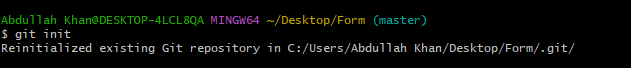 Abdullah Khan@DESKTOP-4LCL8QA MINGW64 ~/Desktop/Form (master)
$ git init
Reinitialized existing Git repository in C:/Users/Abdullah Khan/Desktop/Form/.git/